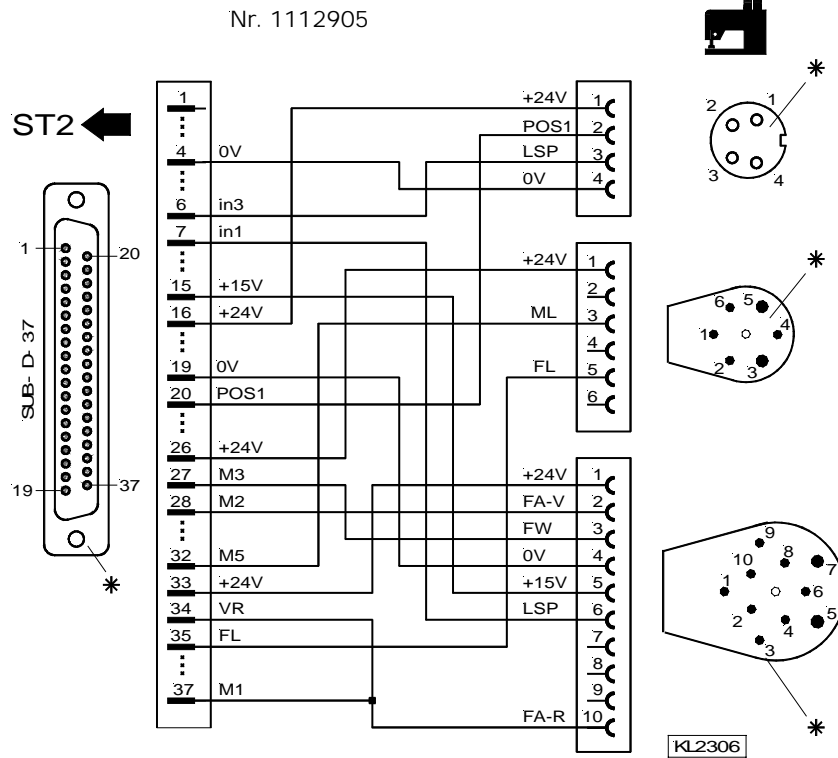 Nr. 1112905
ST2
SUB-D-37
1
20
19
37
*
1
4 0V
6 in3
7 in1
15 +15V
16 +24V
19 0V
20 POS1
26 +24V
27 M3
28 M2
32 M5
33 +24V
34 VR
35 FL
37 M1
+24V 1
POS1 2
LSP 3
0V 4
+24V 1
2
ML 3
4
FL 5
6
+24V 1
FA-V 2
FW 3
0V 4
+15V 5
LSP 6
7
8
9
FA-R 10
*
2 1
3 4
*
6 5
1 4
2 3
9
10 8 7
1 6
2 4 5
3
*
KL2306